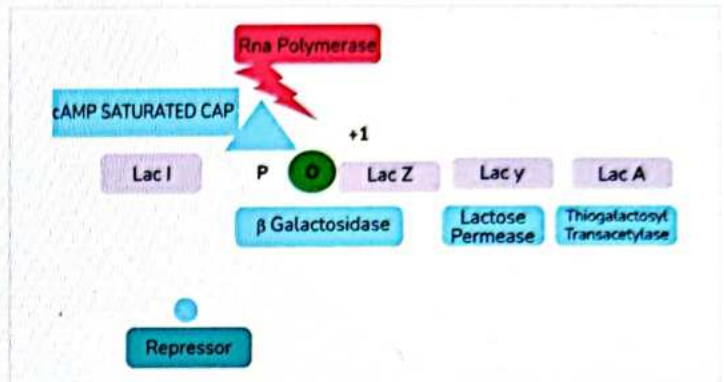 Rna Polymerase
cAMP SATURATED CAP
+1
Lac I
P
O
Lac Z
Lac y
Lac A
β Galactosidase
Lactose
Permease
Thiogalactosyl
Transacetylase
Repressor